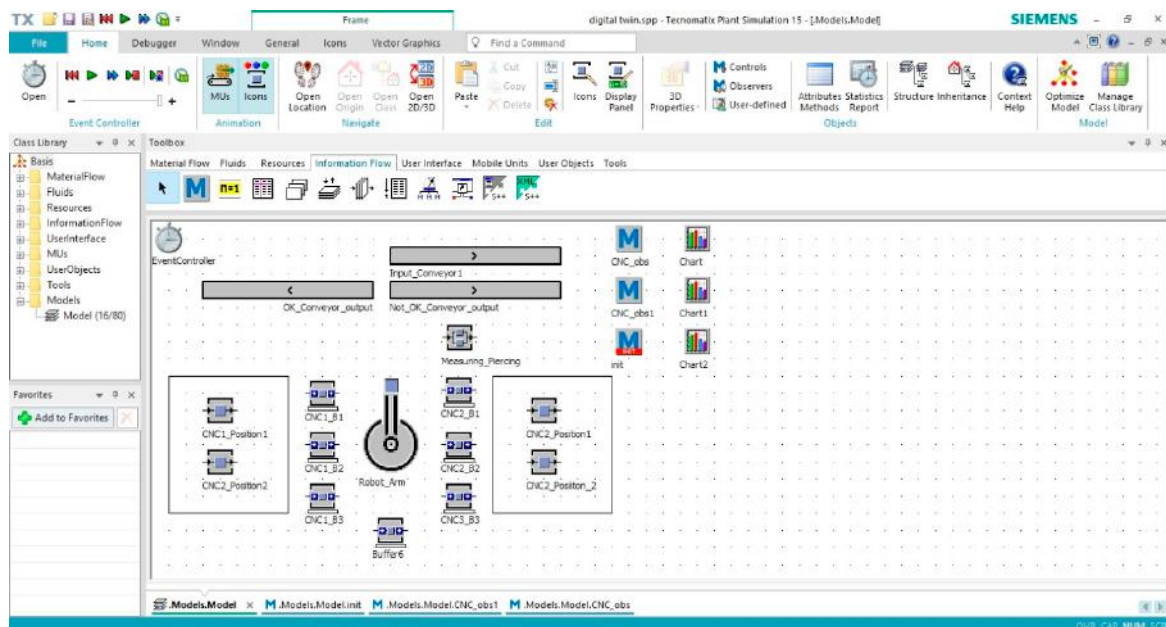 TX
Frame
digital twin.spp - Tecnomatix Plant Simulation 15 - [.Models.Model]
SIEMENS
File Home Debugger Window General Icons Vector Graphics Find a Command
Open
Event Controller
MUs Icons
Animation
Open Location
Open Origin
Open Class
Open 2D/3D
Navigate
Paste
Cut
Copy
Delete
Icons
Display Panel
Edit
3D Properties
Controls
Observers
User-defined
Attributes Methods
Statistics Report
Structure Inheritance
Objects
Context Help
Optimize Model
Manage Class Library
Model
Class Library
Toolbox
Basis
MaterialFlow
Fluids
Resources
InformationFlow
UserInterface
MUs
UserObjects
Tools
Models
Model (16/80)
Favorites
Add to Favorites
Material Flow Fluids Resources Information Flow User Interface Mobile Units User Objects Tools
M n=1
XML
EventController
Input_Conveyor1
OK_Conveyor_output
Not_OK_Conveyor_output
Measuring_Piercing
CNC_obs Chart
CNC_obs1 Chart1
INIT
init Chart2
CNC1_Position1
CNC2_Position2
CNC1_B1
CNC1_B2
CNC1_B3
Robot_Arm
CNC2_B1
CNC2_B2
CNC3_B3
CNC2_Position1
CNC2_Positon_2
Buffer6
.Models.Model
M .Models.Model.init
M .Models.Model.CNC_obs1
M .Models.Model.CNC_obs
OVR CAP NUM SCR